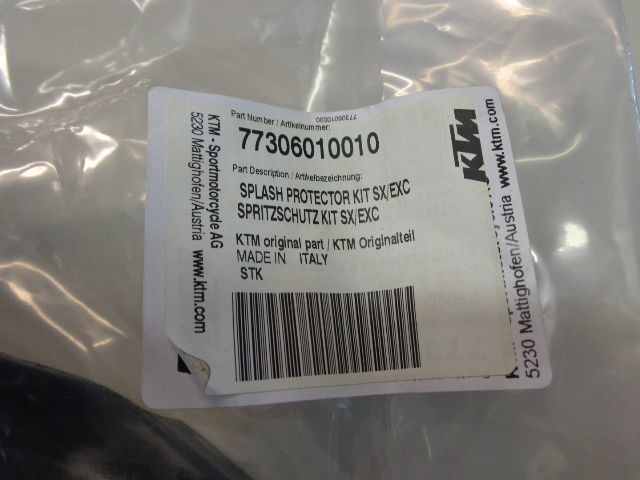 Part Number / Artikelnummer:
77306010000
77306010010
Part Description / Artikelbezeichnung:
SPLASH PROTECTOR KIT SX/EXC
SPRITZSCHUTZ KIT SX/EXC
KTM original part / KTM Originalteil
MADE IN ITALY
STK
KTM - Sportmotorcycle AG
5230 Mattighofen/Austria www.ktm.com
KTM
www.ktm.com
5230 Mattighofen/Austria